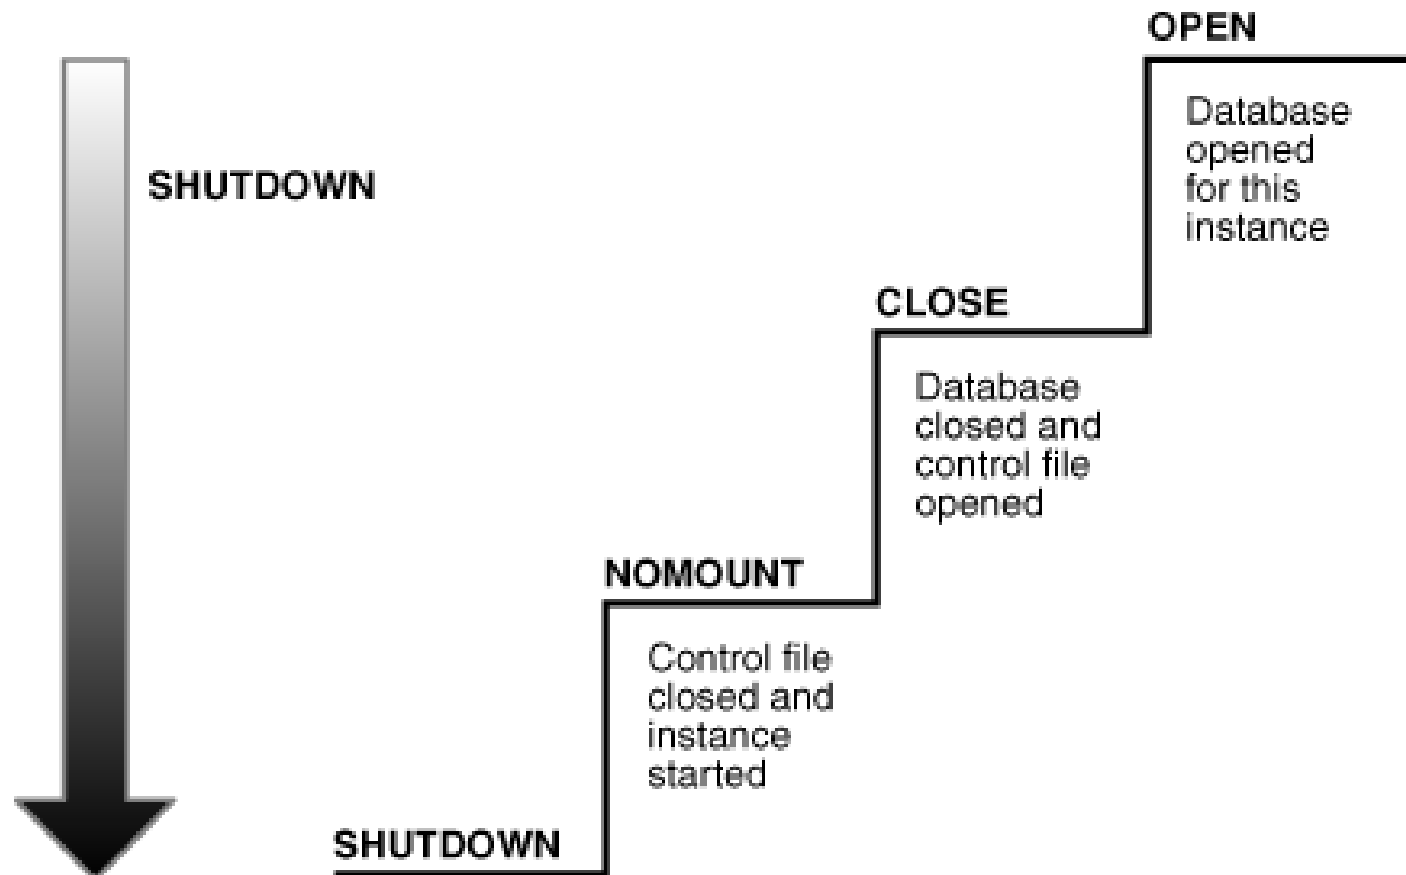 OPEN
Database
opened
for this
instance
SHUTDOWN
CLOSE
Database
closed and
control file
opened
NOMOUNT
Control file
closed and
instance
started
SHUTDOWN